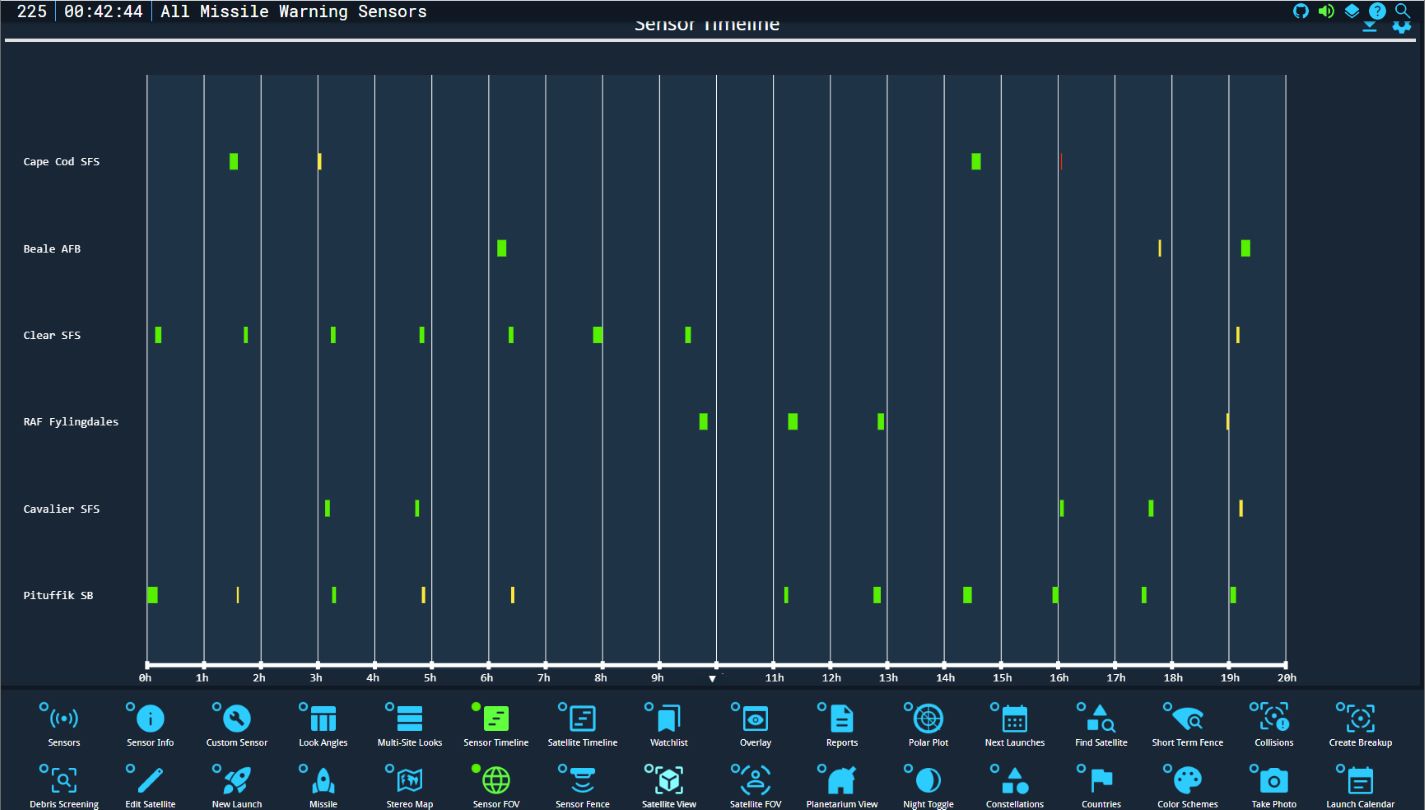 225 00:42:44 All Missile Warning Sensors
Sensor Timeline
Cape Cod SFS
Beale AFB
Clear SFS
RAF Fylingdales
Cavalier SFS
Pituffik SB
0h 1h 2h 3h 4h 5h 6h 7h 8h 9h 11h 12h 13h 14h 15h 16h 17h 18h 19h 20h
Sensors Sensor Info Custom Sensor Look Angles Multi-Site Looks Sensor Timeline Satellite Timeline Watchlist Overlay Reports Polar Plot Next Launches Find Satellite Short Term Fence Collisions Create Breakup
Debris Screening Edit Satellite New Launch Missile Stereo Map Sensor FOV Sensor Fence Satellite View Satellite FOV Planetarium View Night Toggle Constellations Countries Color Schemes Take Photo Launch Calendar